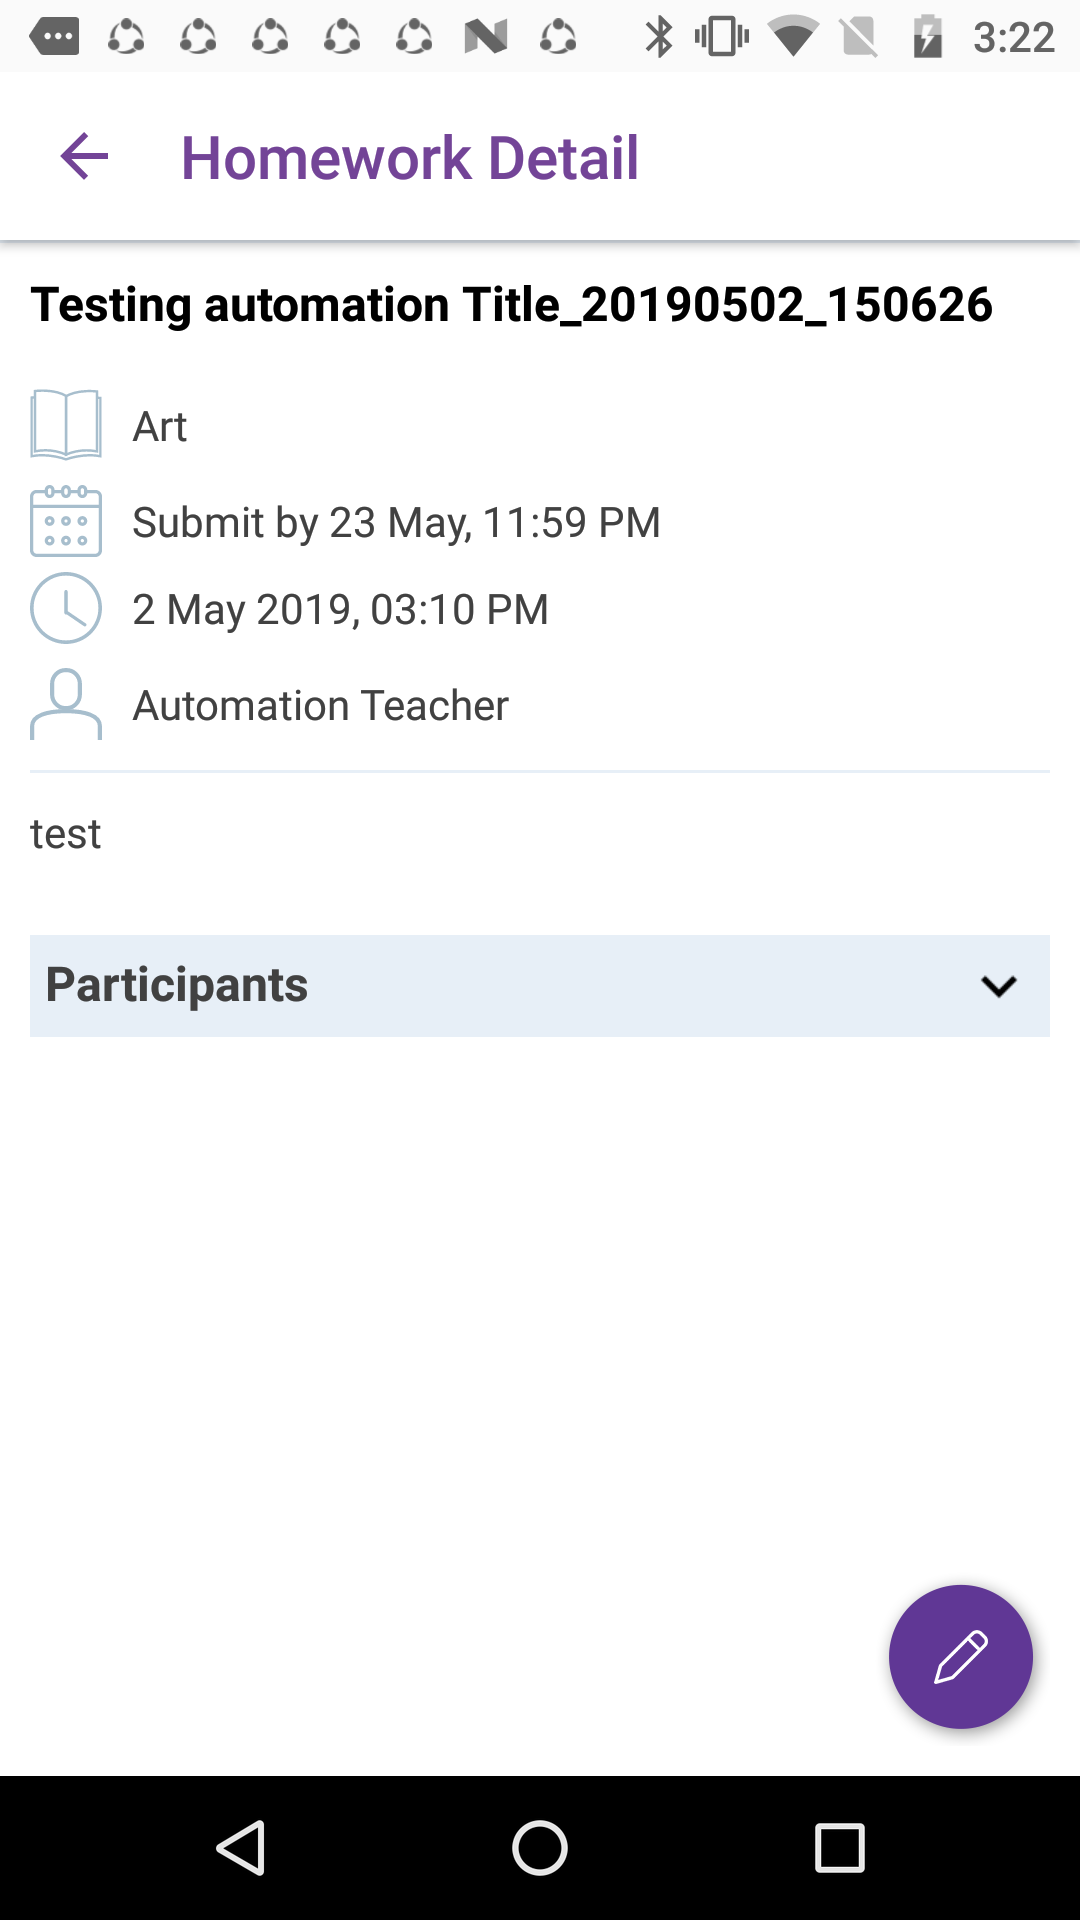 3:22
Homework Detail
Testing automation Title_20190502_150626
Art
Submit by 23 May, 11:59 PM
2 May 2019, 03:10 PM
Automation Teacher
test
Participants